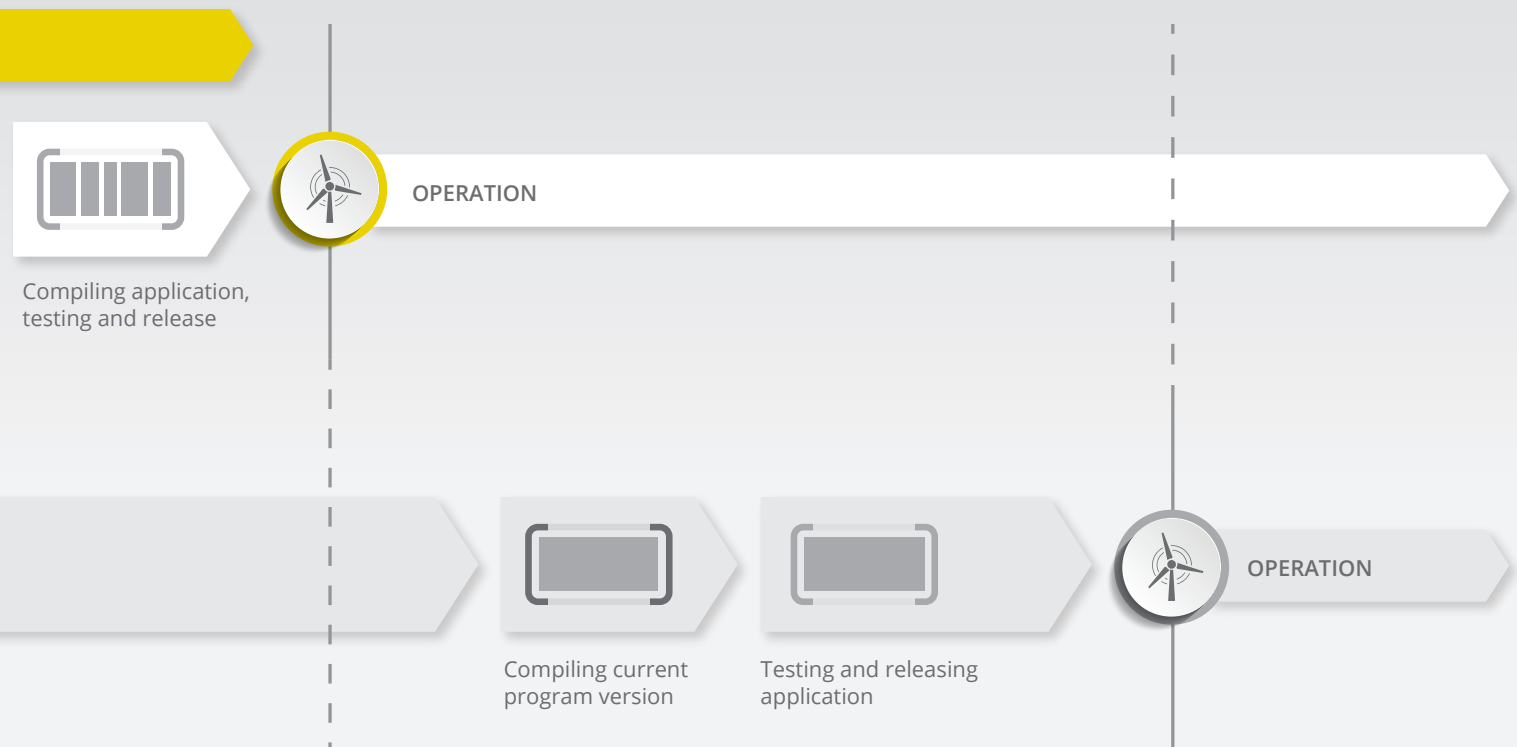 OPERATION
Compiling application,
testing and release
OPERATION
Compiling current
program version
Testing and releasing
application